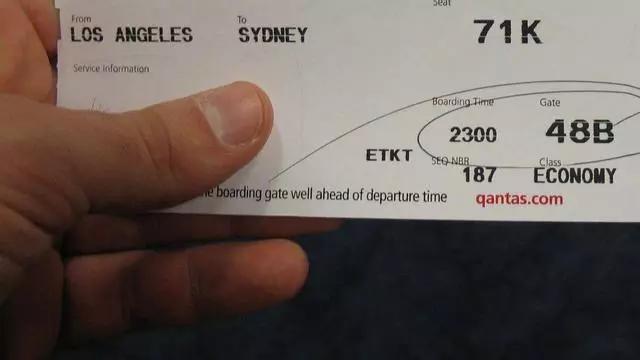 From To Seat
LOS ANGELES SYDNEY 71K
Service Information
Boarding Time Gate
2300 48B
ETKT SEQ NBR Class
187 ECONOMY
boarding gate well ahead of departure time qantas.com